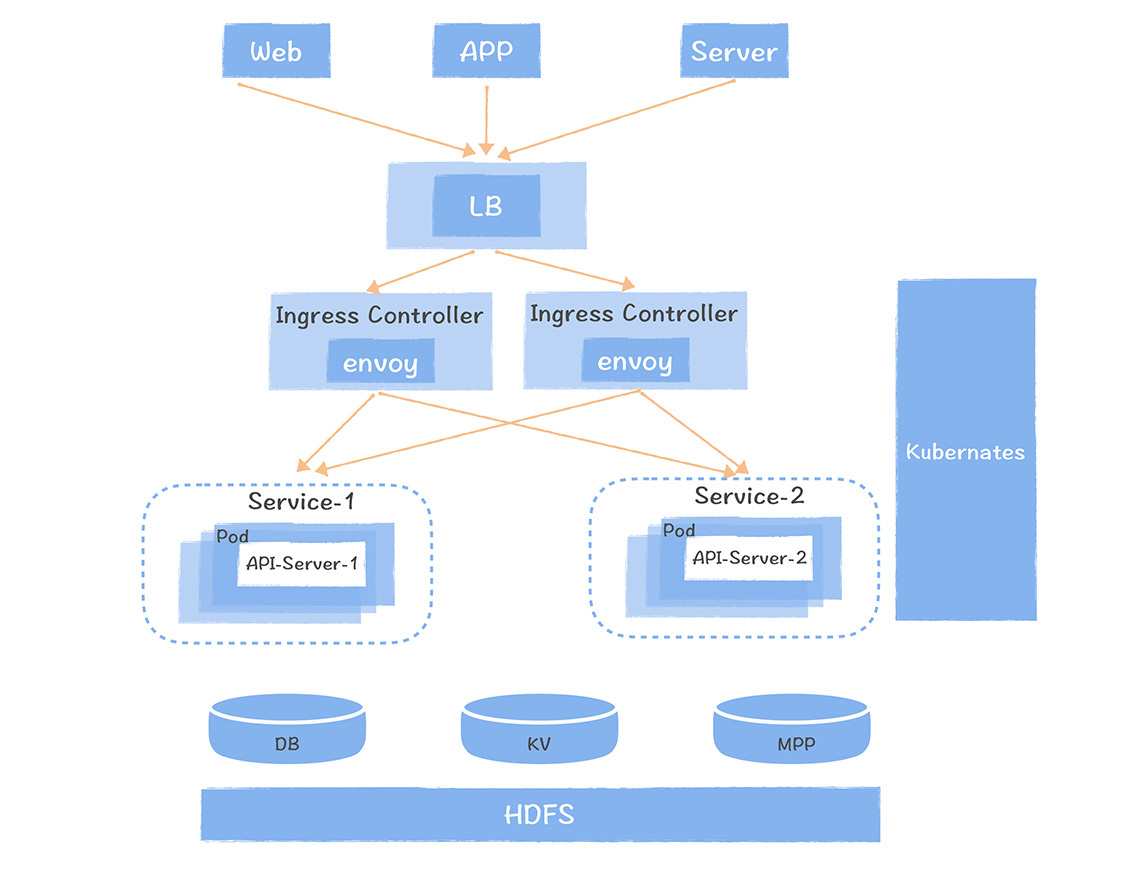 Web
APP
Server
LB
Ingress Controller
envoy
Ingress Controller
envoy
Kubernates
Service-1
Pod
API-Server-1
Service-2
Pod
API-Server-2
DB
KV
MPP
HDFS